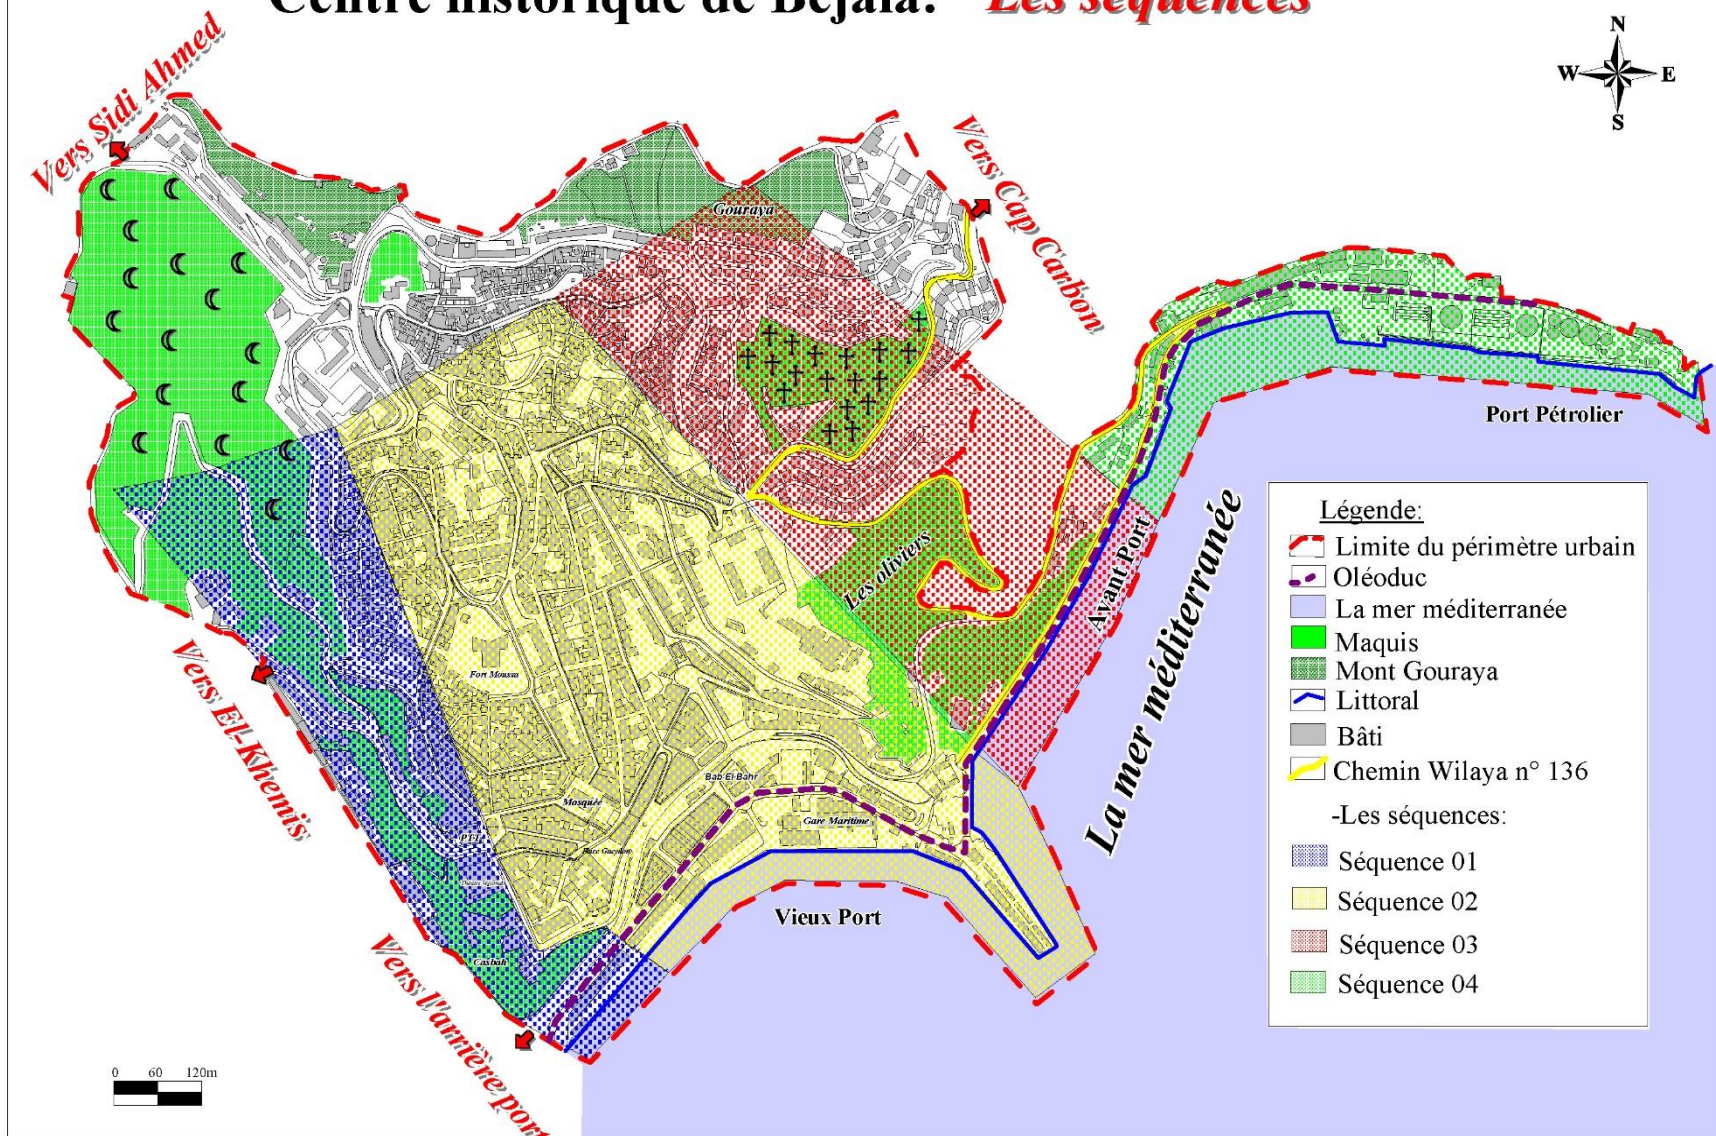 Centre historique de Béjaïa: Les séquences
N
W E
S
Vers Sidi Ahmed
Vers Cap Carbon
Gouraya
Port Pétrolier
Les oliviers
Avant Port
La mer méditerranée
Vers El-Khemis
Fort Moussa
Bab El Bahr
Mosquée
Gare Maritime
PTT
Place Gueydon
Casbah
Vieux Port
Vers l'arrière port
0 60 120m
Légende:
Limite du périmètre urbain
Oléoduc
La mer méditerranée
Maquis
Mont Gouraya
Littoral
Bâti
Chemin Wilaya n° 136
-Les séquences:
Séquence 01
Séquence 02
Séquence 03
Séquence 04